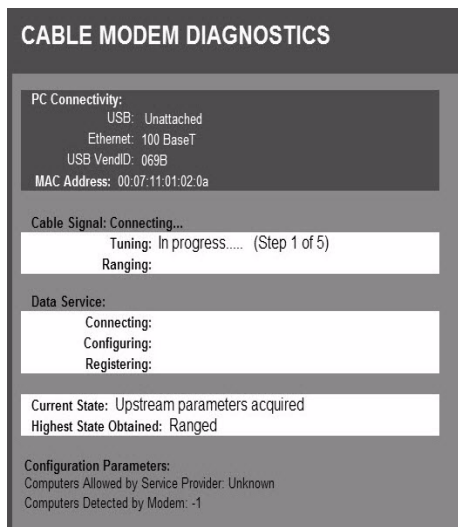 CABLE MODEM DIAGNOSTICS
PC Connectivity:
USB: Unattached
Ethernet: 100 BaseT
USB VendID: 069B
MAC Address: 00:07:11:01:02:0a
Cable Signal: Connecting...
Tuning: In progress..... (Step 1 of 5)
Ranging:
Data Service:
Connecting:
Configuring:
Registering:
Current State: Upstream parameters acquired
Highest State Obtained: Ranged
Configuration Parameters:
Computers Allowed by Service Provider: Unknown
Computers Detected by Modem: -1